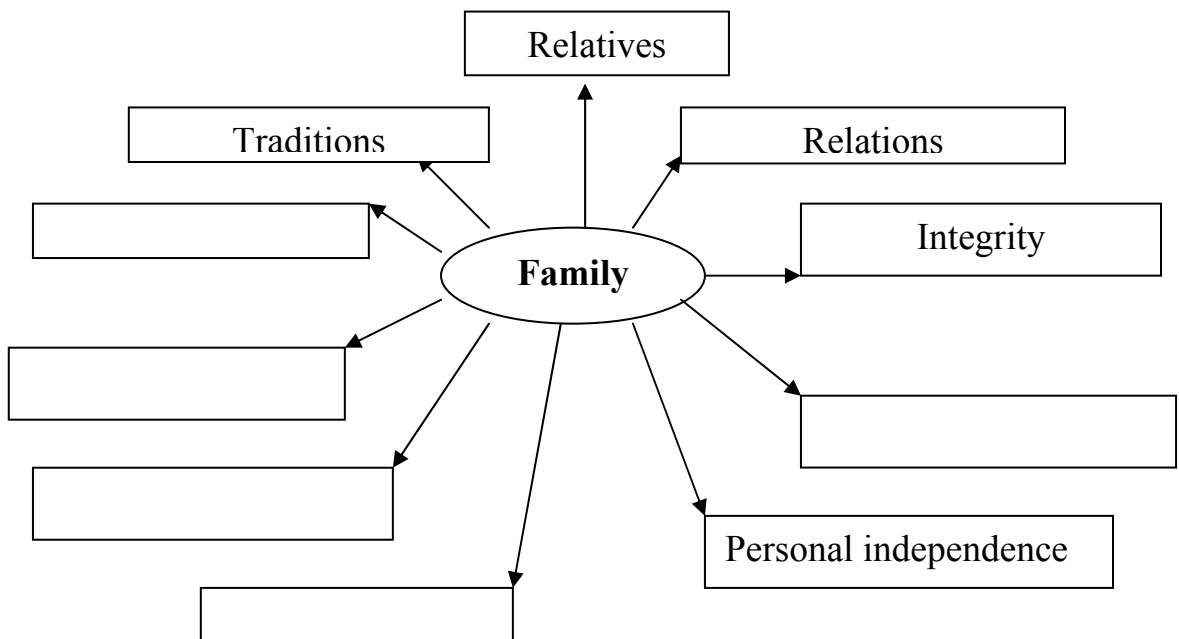 Relatives
Traditions
Relations
Integrity
Family
Personal independence